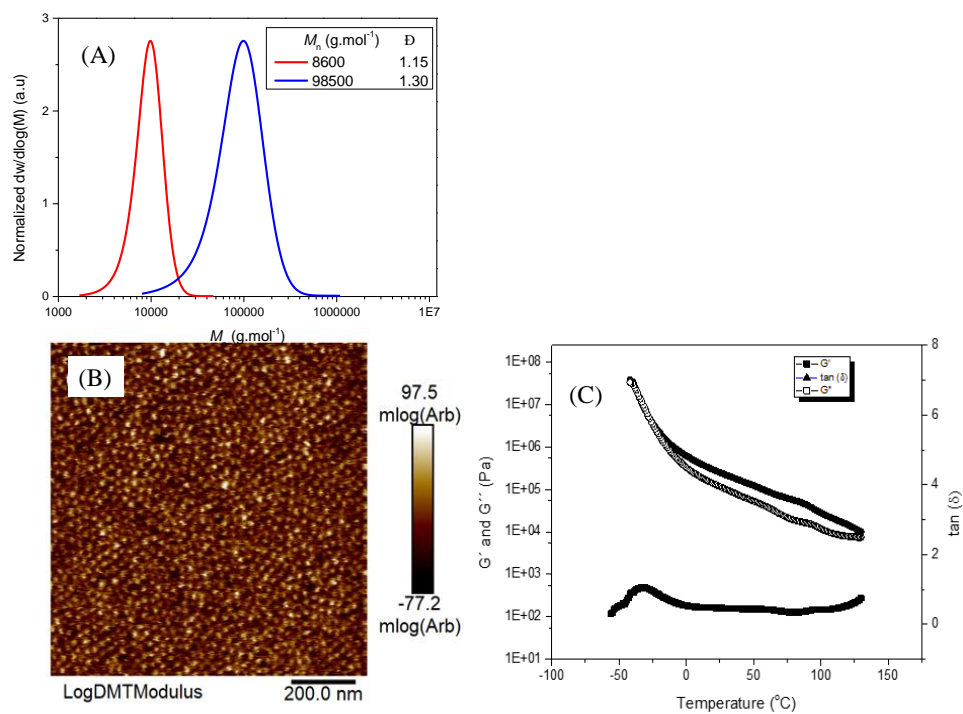 (A)
M_n (g.mol⁻¹) Đ
8600 1.15
98500 1.30
Normalized dw/dlog(M) (a.u)
3
2
1
0
1000 10000 100000 1000000 1E7
M (g.mol⁻¹)
(B)
97.5
mlog(Arb)
-77.2
mlog(Arb)
LogDMTModulus
200.0 nm
(C)
G'
tan (δ)
G"
G´ and G´´ (Pa)
1E+08
1E+07
1E+06
1E+05
1E+04
1E+03
1E+02
1E+01
8
6
4
2
0
tan (δ)
-100 -50 0 50 100 150
Temperature (°C)